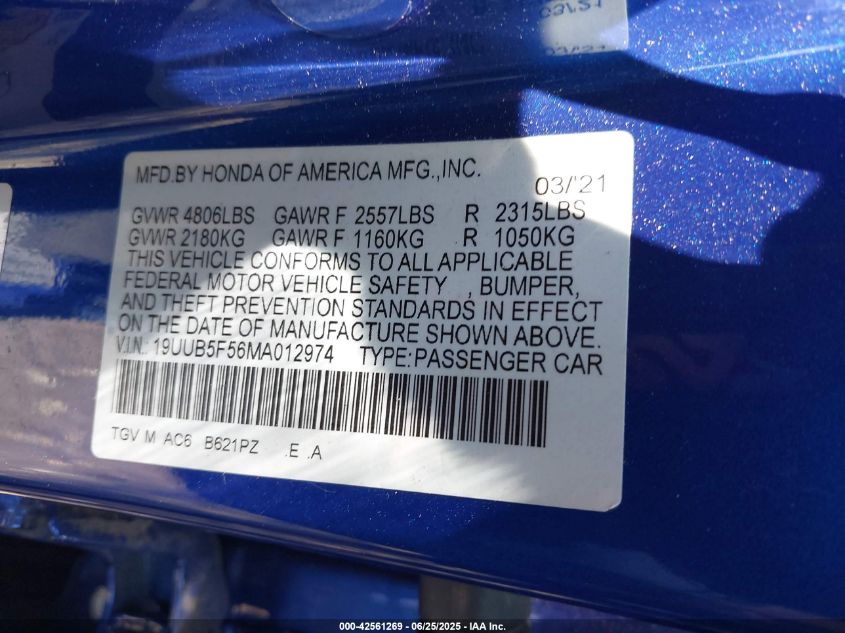 03/'21
MFD.BY HONDA OF AMERICA MFG.,INC. 03/'21
GVWR 4806LBS GAWR F 2557LBS R 2315LBS
GVWR 2180KG GAWR F 1160KG R 1050KG
THIS VEHICLE CONFORMS TO ALL APPLICABLE
FEDERAL MOTOR VEHICLE SAFETY , BUMPER,
AND THEFT PREVENTION STANDARDS IN EFFECT
ON THE DATE OF MANUFACTURE SHOWN ABOVE.
V.I.N.: 19UUB5F56MA012974 TYPE:PASSENGER CAR
TGV M AC6 B621PZ .E .A
000-42561269 - 06/25/2025 - IAA Inc.